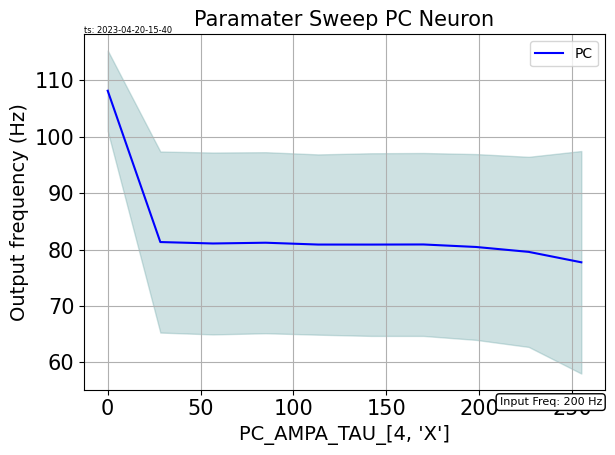 Paramater Sweep PC Neuron
ts: 2023-04-20-15-40
PC
Output frequency (Hz)
110
100
90
80
70
60
0 50 100 150 200 250
Input Freq: 200 Hz
PC_AMPA_TAU_[4, 'X']